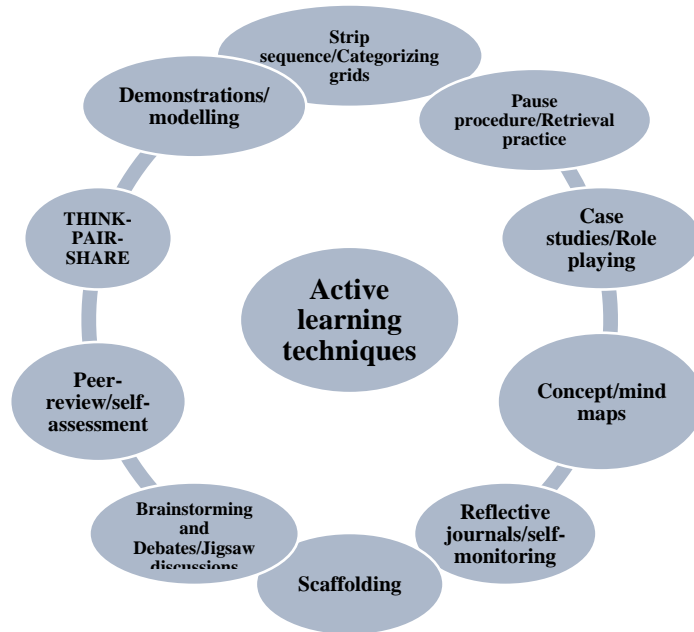 Strip
sequence/Categorizing
grids
Pause
procedure/Retrieval
practice
Case
studies/Role
playing
Concept/mind
maps
Reflective
journals/self-
monitoring
Scaffolding
Brainstorming
and
Debates/Jigsaw
discussions
Peer-
review/self-
assessment
THINK-
PAIR-
SHARE
Demonstrations/
modelling
Active
learning
techniques